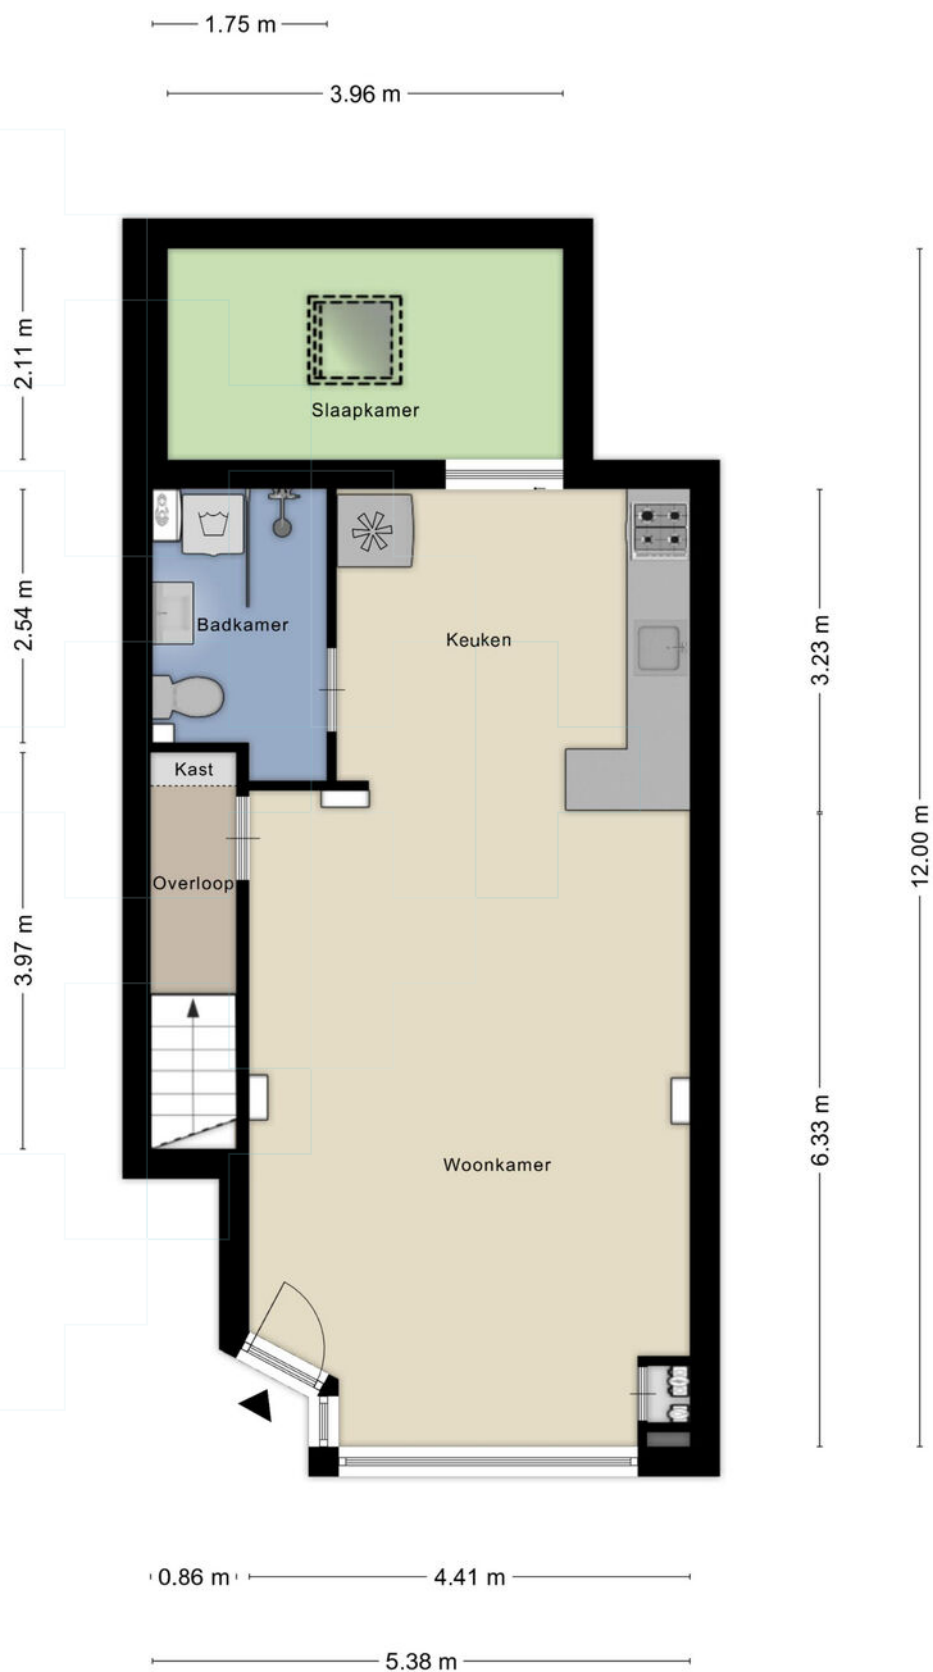 1.75 m
3.96 m
2.11 m
Slaapkamer
2.54 m
Badkamer
Keuken
3.23 m
Kast
12.00 m
Overloop
3.97 m
6.33 m
Woonkamer
0.86 m
4.41 m
5.38 m